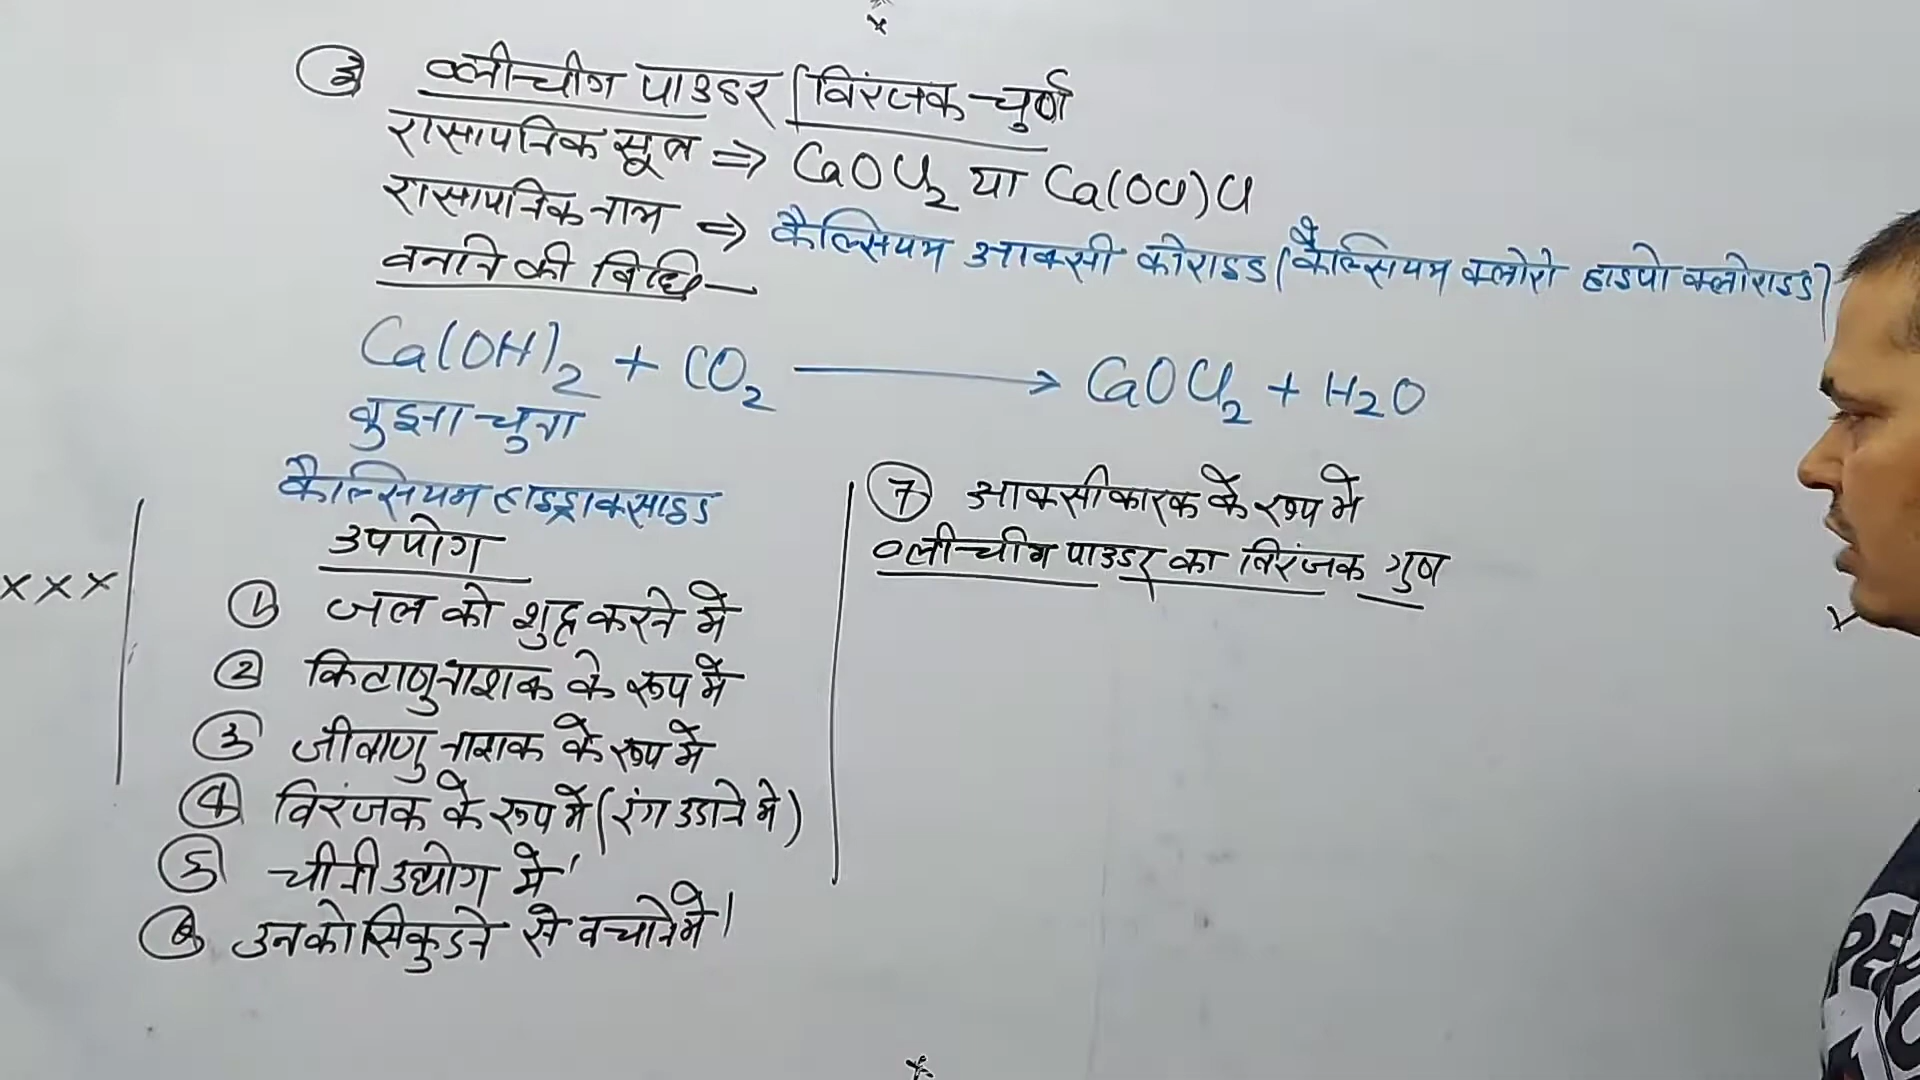 ③ ब्लीचींग पाउडर / विरंजक चुर्ण
रासायनिक सूत्र ⇒ CaOCl₂ या Ca(OCl)Cl
रासायनिक नाम ⇒ कैल्सियम आक्सी क्लोराइड (कैल्सियम क्लोरो हाइपो क्लोराइड)
बनाने की विधि —
Ca(OH)₂ + CO₂ ⟶ CaOCl₂ + H₂O
बुझा चुना
कैल्सियम हाइड्राक्साइड
उपयोग
① जल को शुद्ध करने में
② किटाणुनाशक के रूप में
③ जीवाणु नाशक के रूप में
④ विरंजक के रूप में (रंग उडाने मे)
⑤ चीनी उद्योग में
⑥ उनको सिकुडने से बचाने में।
⑦ आक्सीकारक के रूप में
ब्लीचींग पाउडर का विरंजक गुण
×××
PE